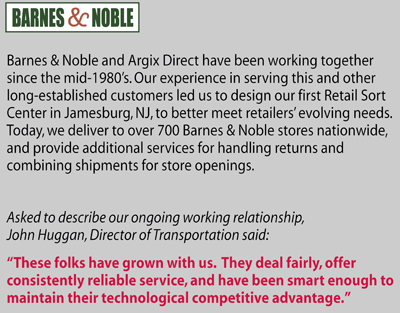 BARNES & NOBLE
Barnes & Noble and Argix Direct have been working together
since the mid-1980's. Our experience in serving this and other
long-established customers led us to design our first Retail Sort
Center in Jamesburg, NJ, to better meet retailers' evolving needs.
Today, we deliver to over 700 Barnes & Noble stores nationwide,
and provide additional services for handling returns and
combining shipments for store openings.
Asked to describe our ongoing working relationship,
John Huggan, Director of Transportation said:
“These folks have grown with us. They deal fairly, offer
consistently reliable service, and have been smart enough to
maintain their technological competitive advantage.”